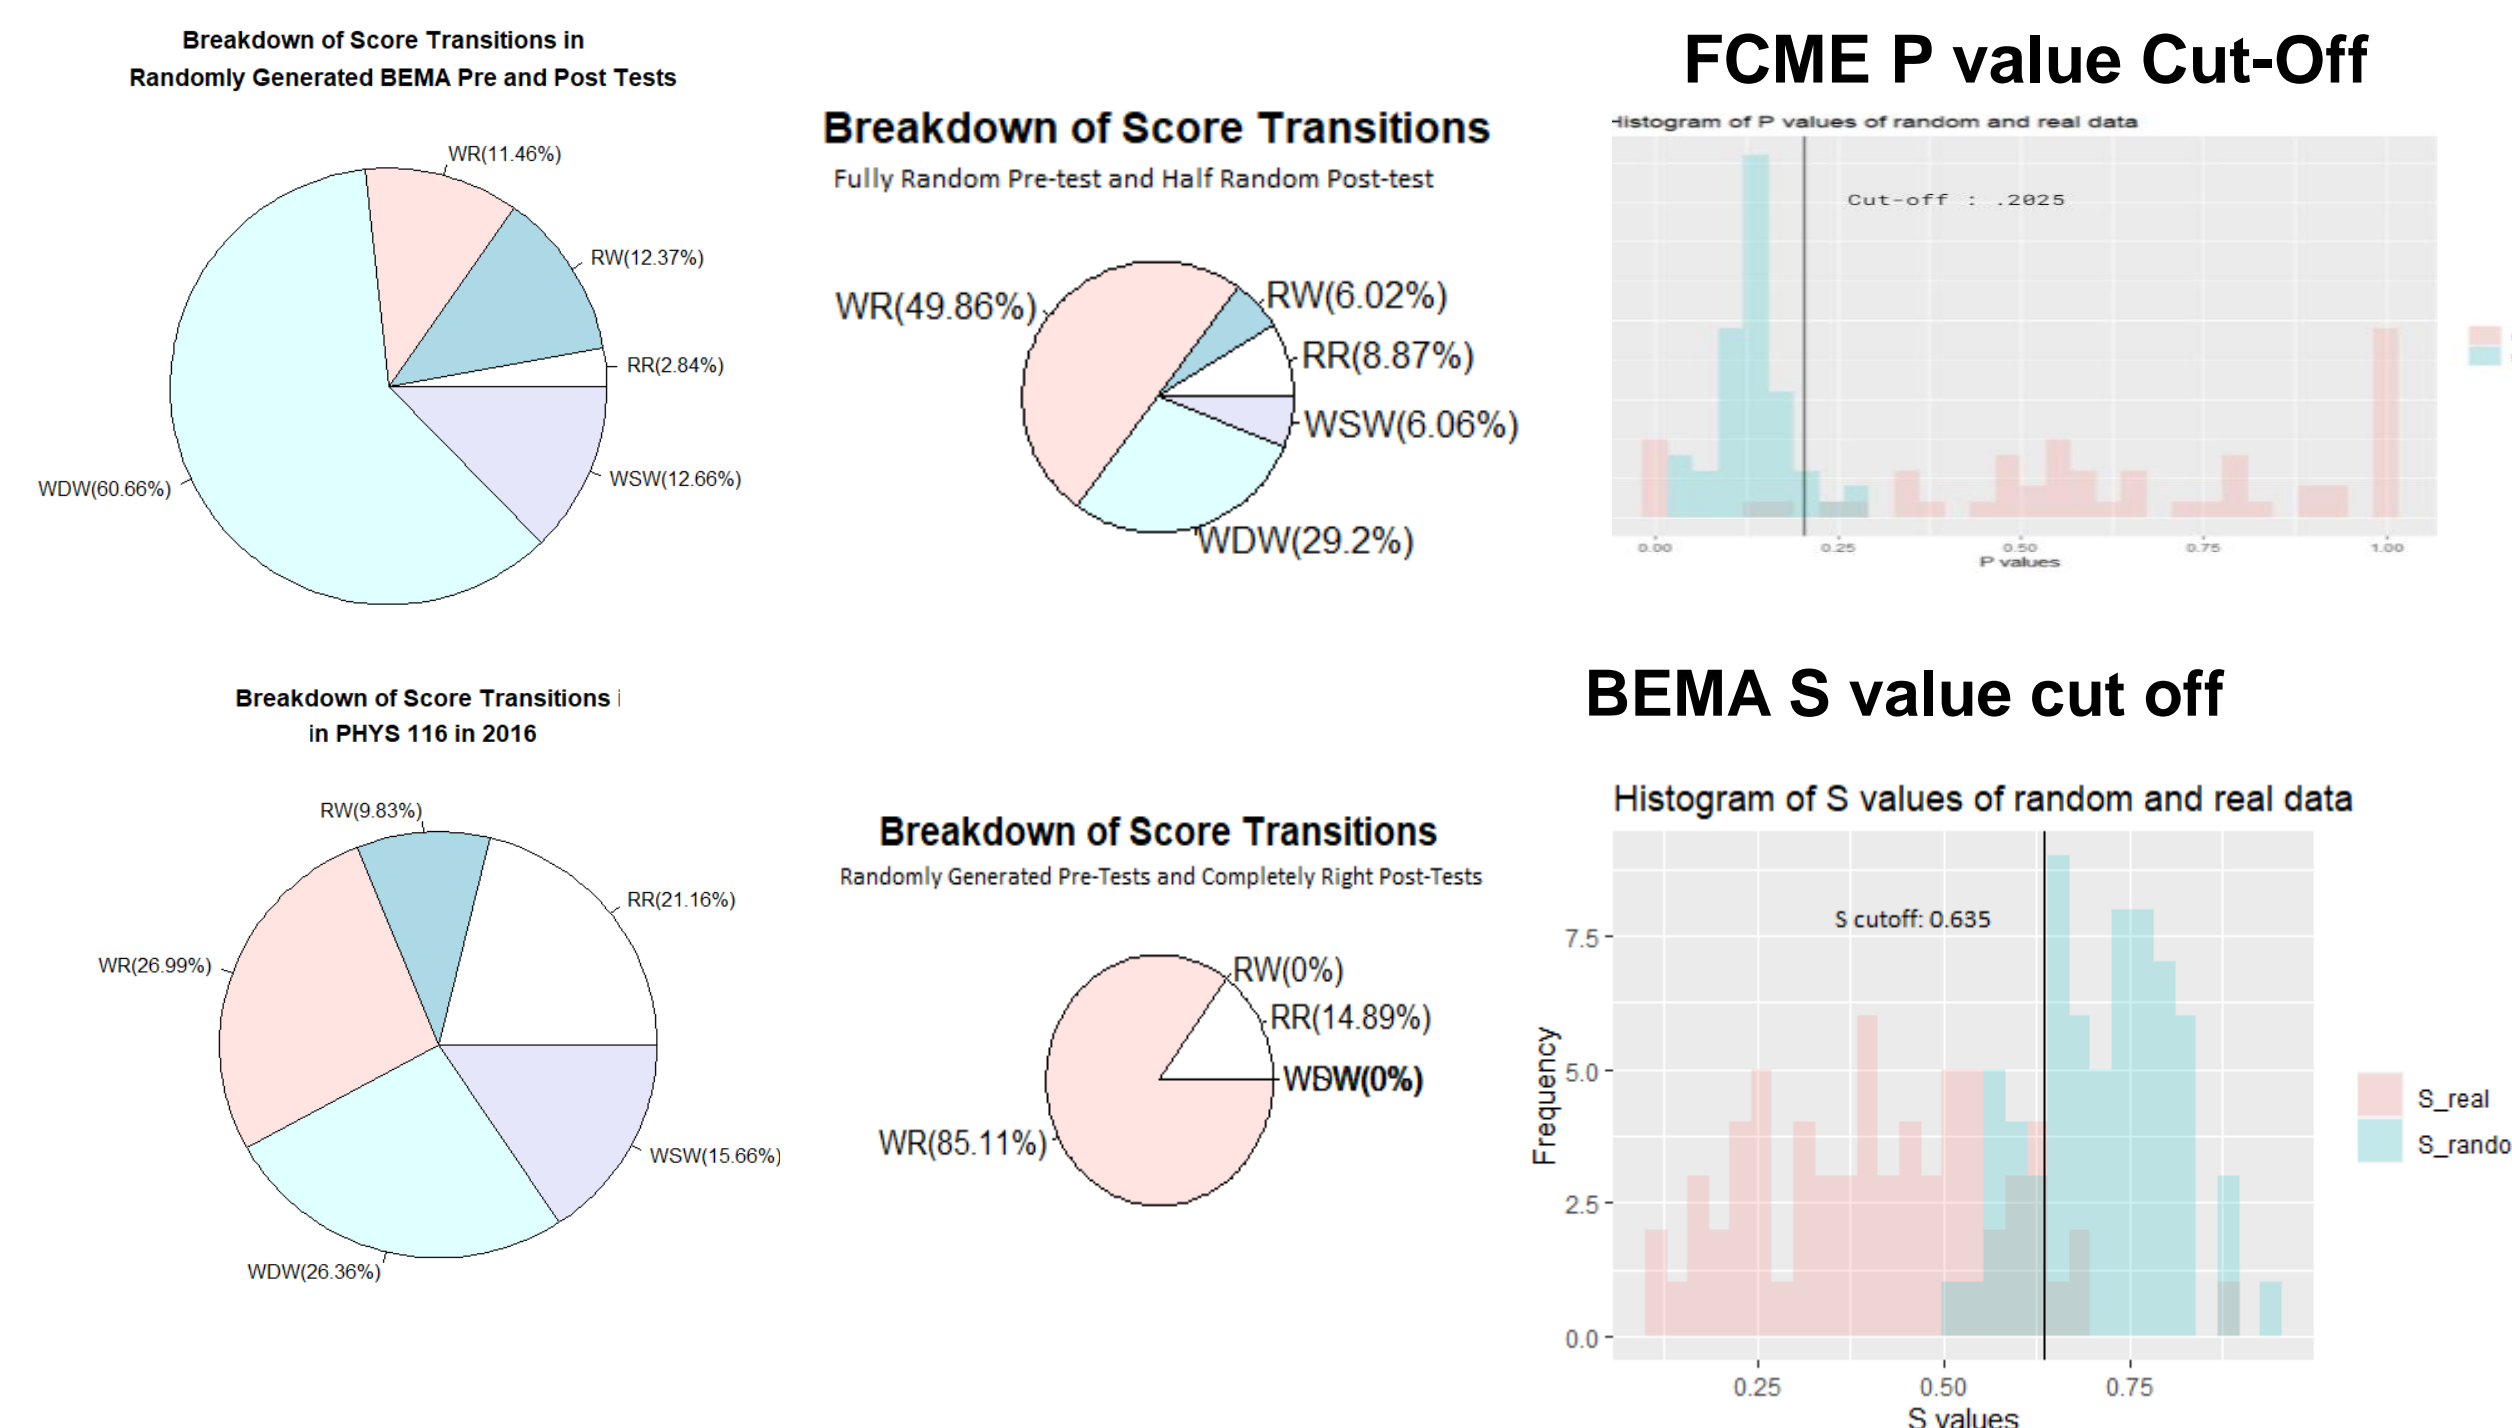 Breakdown of Score Transitions in
Randomly Generated BEMA Pre and Post Tests
WR(11.46%)
RW(12.37%)
RR(2.84%)
WSW(12.66%)
WDW(60.66%)
Breakdown of Score Transitions
Fully Random Pre-test and Half Random Post-test
WR(49.86%)
RW(6.02%)
RR(8.87%)
WSW(6.06%)
WDW(29.2%)
FCME P value Cut-Off
Histogram of P values of random and real data
Cut-off : .2025
0.00 0.25 0.50 0.75 1.00
P values
Breakdown of Score Transitions i
in PHYS 116 in 2016
RW(9.83%)
RR(21.16%)
WR(26.99%)
WSW(15.66%)
WDW(26.36%)
Breakdown of Score Transitions
Randomly Generated Pre-Tests and Completely Right Post-Tests
RW(0%)
RR(14.89%)
WDW(0%)
WR(85.11%)
BEMA S value cut off
Histogram of S values of random and real data
S cutoff: 0.635
7.5
5.0
2.5
0.0
Frequency
0.25 0.50 0.75
S values
S_real
S_rando